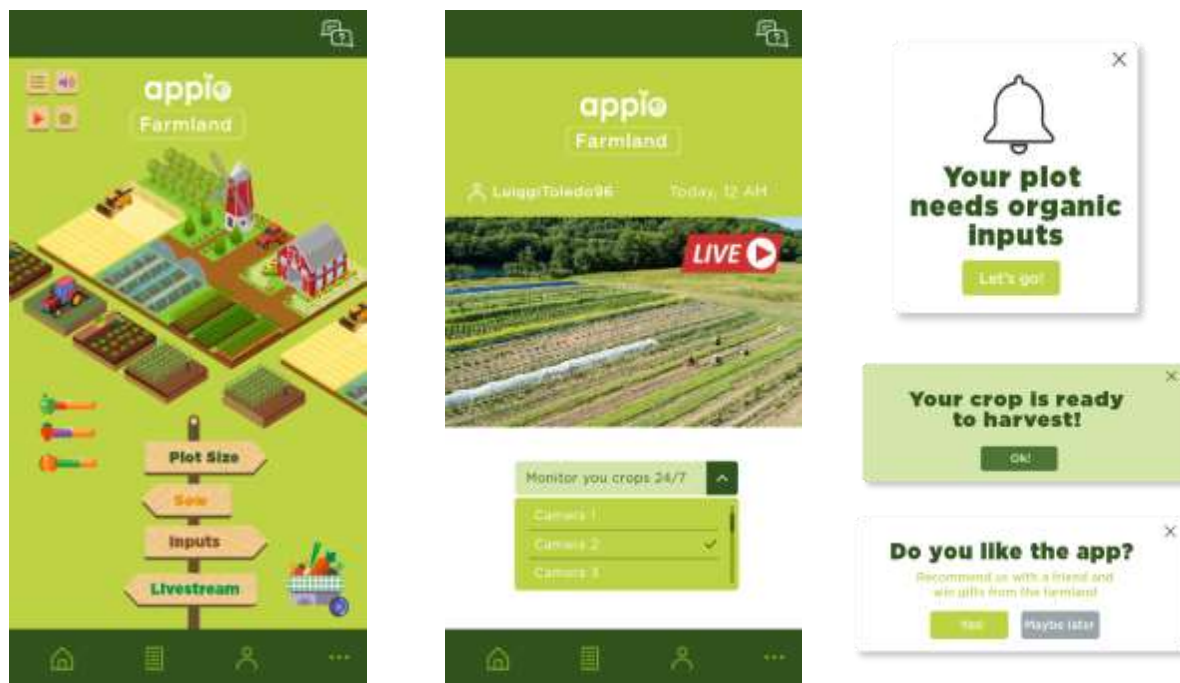 appio
Farmland
Plot Size
Sow
Inputs
Livestream
appio
Farmland
LuiggiToledo96
Today, 12 AM
LIVE
Monitor you crops 24/7
Camera 1
Camera 2
Camera 3
Your plot
needs organic
inputs
Let's go!
Your crop is ready
to harvest!
Ok!
Do you like the app?
Recommend us with a friend and
win gifts from the farmland
Yes!
Maybe later